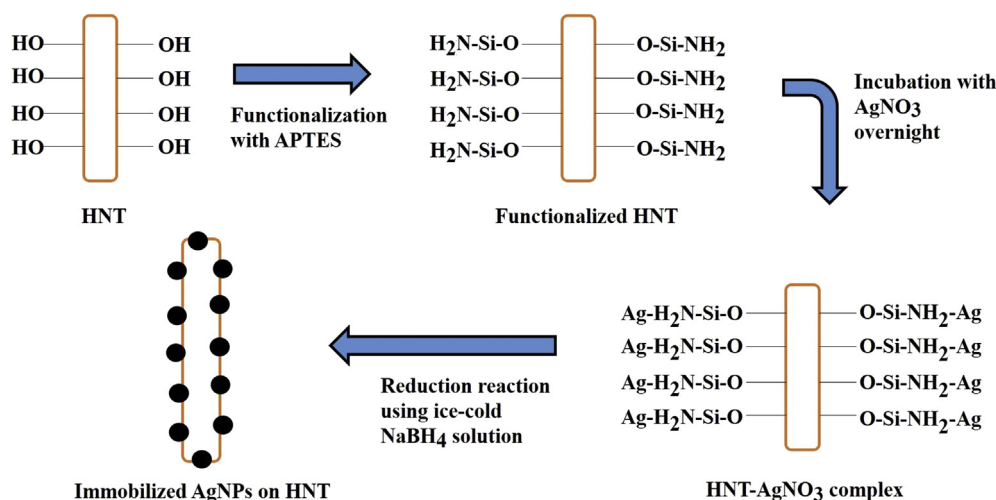 HO OH
HO OH
HO OH
HO OH
HNT
Functionalization
with APTES
H₂N-Si-O O-Si-NH₂
H₂N-Si-O O-Si-NH₂
H₂N-Si-O O-Si-NH₂
H₂N-Si-O O-Si-NH₂
Functionalized HNT
Incubation with
AgNO₃
overnight
Ag-H₂N-Si-O O-Si-NH₂-Ag
Ag-H₂N-Si-O O-Si-NH₂-Ag
Ag-H₂N-Si-O O-Si-NH₂-Ag
Ag-H₂N-Si-O O-Si-NH₂-Ag
HNT-AgNO₃ complex
Reduction reaction
using ice-cold
NaBH₄ solution
Immobilized AgNPs on HNT